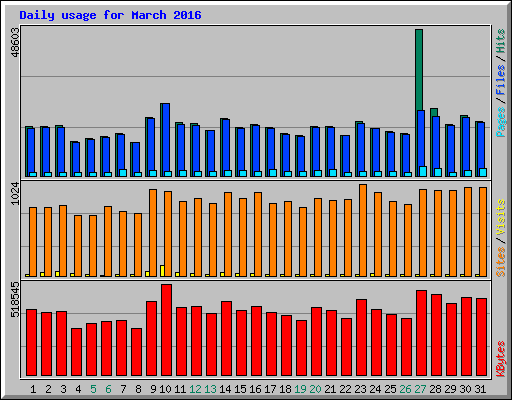 Daily usage for March 2016
48603
Pages / Files / Hits
1024
Sites / Visits
518545
KBytes
1 2 3 4 5 6 7 8 9 10 11 12 13 14 15 16 17 18 19 20 21 22 23 24 25 26 27 28 29 30 31